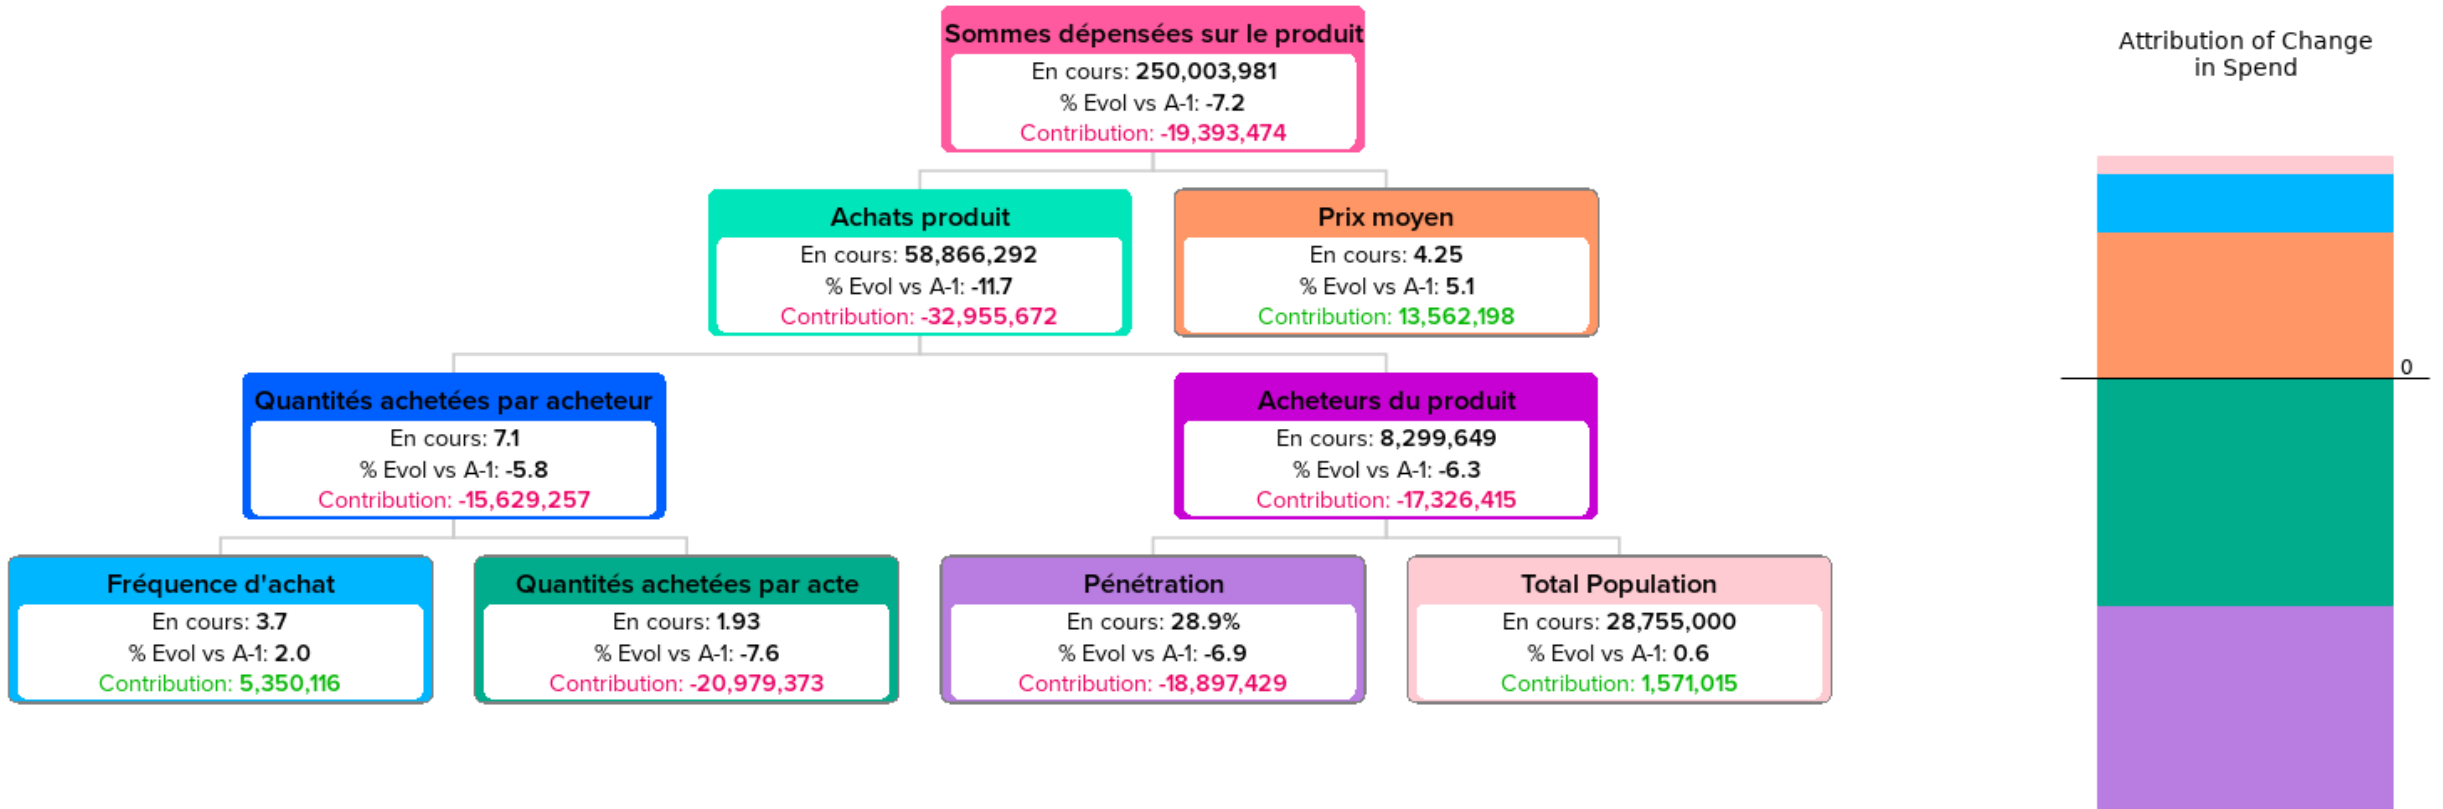 Sommes dépensées sur le produit
En cours: 250,003,981
% Evol vs A-1: -7.2
Contribution: -19,393,474
Attribution of Change
in Spend
Achats produit
En cours: 58,866,292
% Evol vs A-1: -11.7
Contribution: -32,955,672
Prix moyen
En cours: 4.25
% Evol vs A-1: 5.1
Contribution: 13,562,198
0
Quantités achetées par acheteur
En cours: 7.1
% Evol vs A-1: -5.8
Contribution: -15,629,257
Acheteurs du produit
En cours: 8,299,649
% Evol vs A-1: -6.3
Contribution: -17,326,415
Fréquence d'achat
En cours: 3.7
% Evol vs A-1: 2.0
Contribution: 5,350,116
Quantités achetées par acte
En cours: 1.93
% Evol vs A-1: -7.6
Contribution: -20,979,373
Pénétration
En cours: 28.9%
% Evol vs A-1: -6.9
Contribution: -18,897,429
Total Population
En cours: 28,755,000
% Evol vs A-1: 0.6
Contribution: 1,571,015